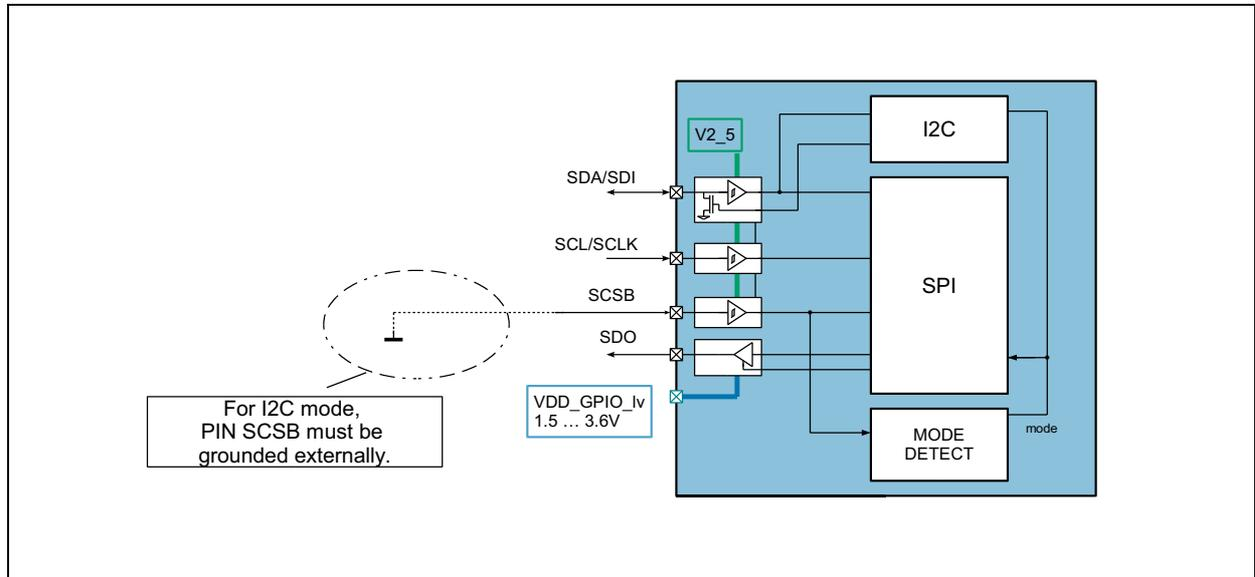 V2_5
I2C
SDA/SDI
SCL/SCLK
SPI
SCSB
SDO
VDD_GPIO_lv
1.5 … 3.6V
For I2C mode,
PIN SCSB must be
grounded externally.
MODE
DETECT
mode